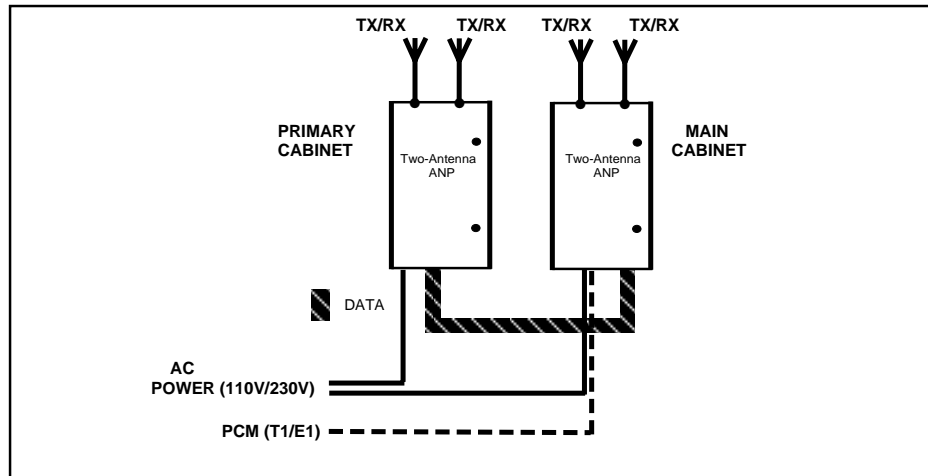 TX/RX TX/RX TX/RX TX/RX
PRIMARY
CABINET
Two-Antenna
ANP
Two-Antenna
ANP
MAIN
CABINET
DATA
AC
POWER (110V/230V)
PCM (T1/E1)